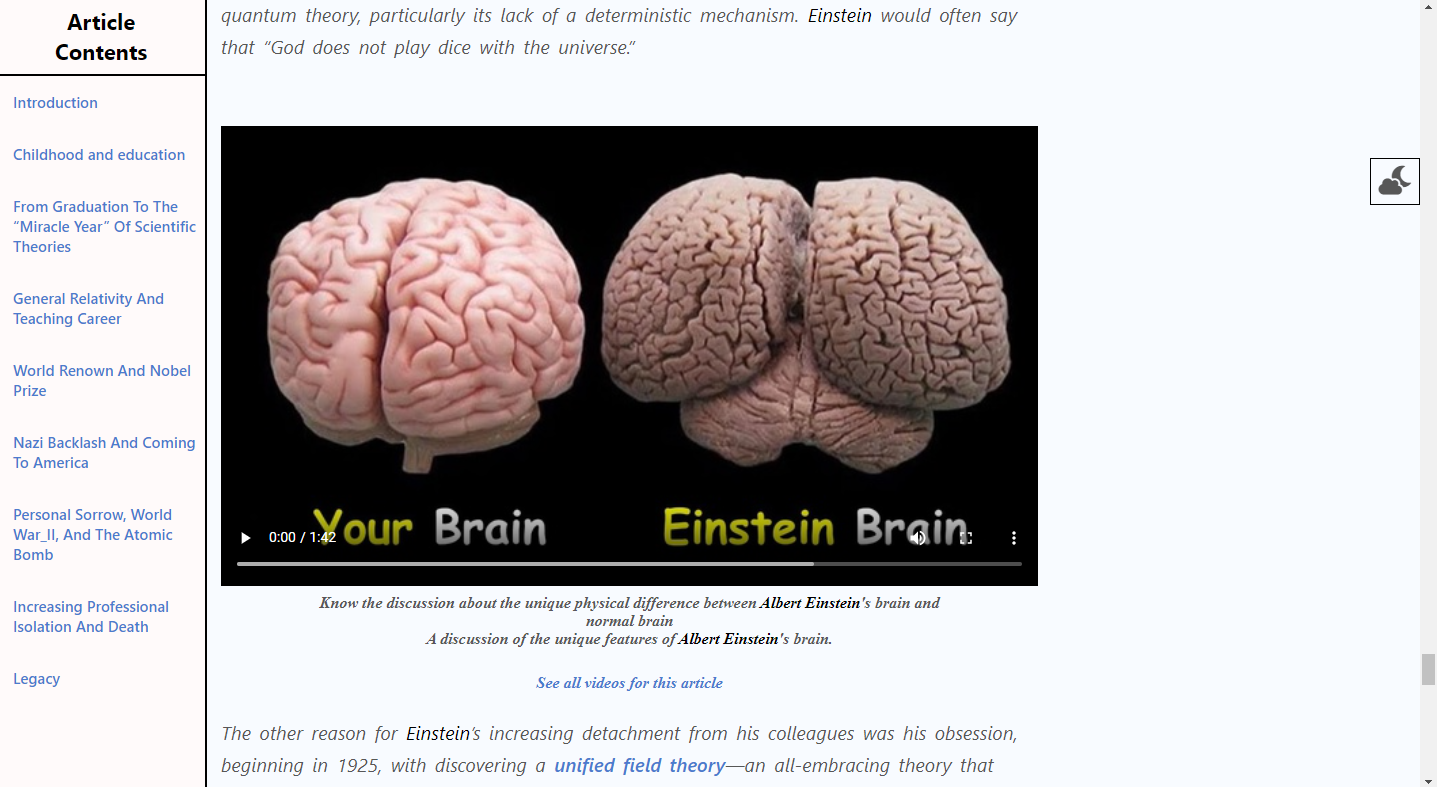 Article
Contents
Introduction
Childhood and education
From Graduation To The
“Miracle Year” Of Scientific
Theories
General Relativity And
Teaching Career
World Renown And Nobel
Prize
Nazi Backlash And Coming
To America
Personal Sorrow, World
War_II, And The Atomic
Bomb
Increasing Professional
Isolation And Death
Legacy
quantum theory, particularly its lack of a deterministic mechanism. Einstein would often say
that “God does not play dice with the universe.”
Your Brain
Einstein Brain
0:00 / 1:42
Know the discussion about the unique physical difference between Albert Einstein's brain and
normal brain
A discussion of the unique features of Albert Einstein's brain.
See all videos for this article
The other reason for Einstein’s increasing detachment from his colleagues was his obsession,
beginning in 1925, with discovering a unified field theory—an all-embracing theory that